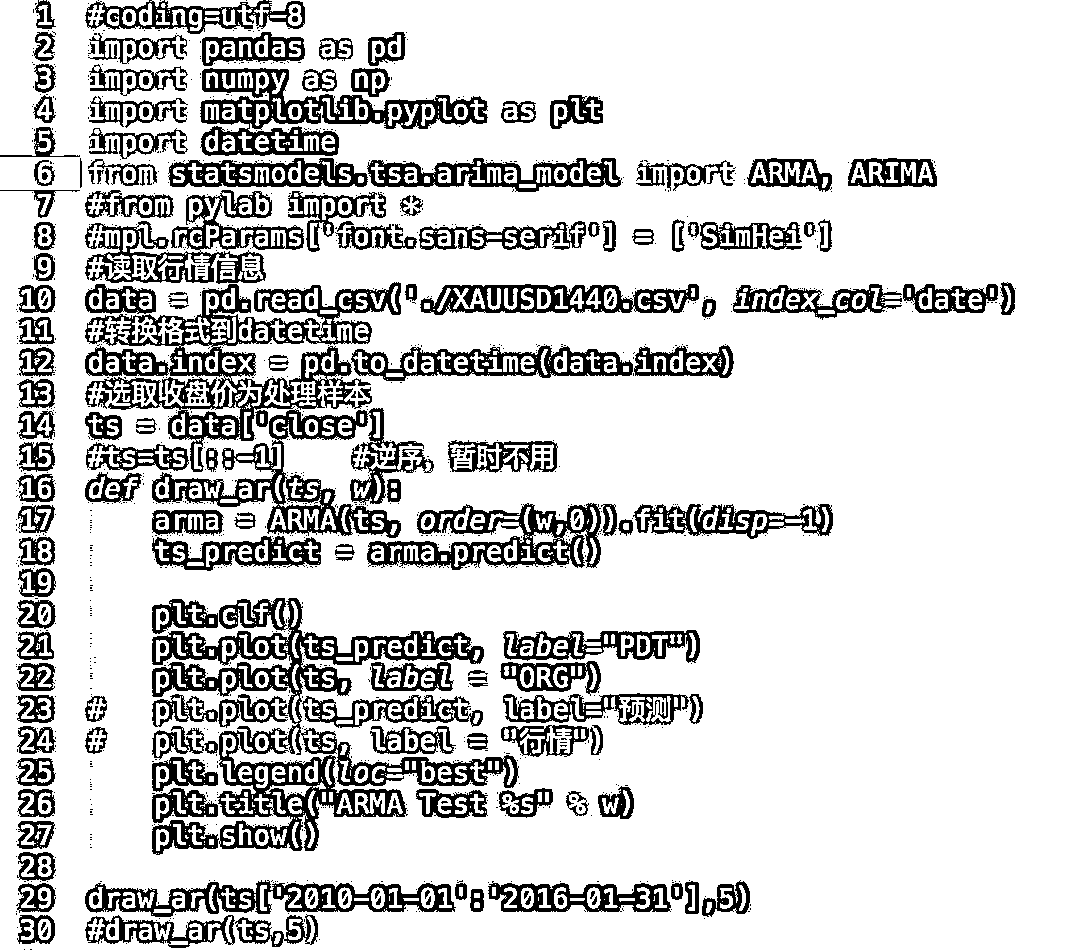 1 #coding=utf-8
2 import pandas as pd
3 import numpy as np
4 import matplotlib.pyplot as plt
5 import datetime
6 from statsmodels.tsa.arima_model import ARMA, ARIMA
7 #from pylab import *
8 #mpl.rcParams['font.sans-serif'] = ['SimHei']
9 #读取行情信息
10 data = pd.read_csv('./XAUUSD1440.csv', index_col='date')
11 #转换格式到datetime
12 data.index = pd.to_datetime(data.index)
13 #选取收盘价为处理样本
14 ts = data['close']
15 #ts=ts[::-1]    #逆序，暂时不用
16 def draw_ar(ts, w):
17     arma = ARMA(ts, order=(w,0)).fit(disp=-1)
18     ts_predict = arma.predict()
19
20     plt.clf()
21     plt.plot(ts_predict, label="PDT")
22     plt.plot(ts, label = "ORG")
23 #   plt.plot(ts_predict, label="预测")
24 #   plt.plot(ts, label = "行情")
25     plt.legend(loc="best")
26     plt.title("ARMA Test %s" % w)
27     plt.show()
28
29 draw_ar(ts['2010-01-01':'2016-01-31'],5)
30 #draw_ar(ts,5)